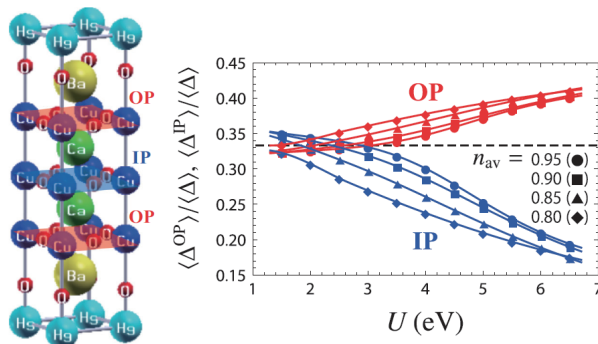 Hg Hg
Hg Hg
O O
O
Ba
OP
Cu O Cu
Cu
Ca
IP
Cu Cu
Cu
Ca
OP
Cu O Cu
Cu
Ba
O O
O
Hg Hg
Hg Hg
⟨Δ^OP⟩/⟨Δ⟩, ⟨Δ^IP⟩/⟨Δ⟩
0.45
0.40
0.35
0.30
0.25
0.20
0.15
OP
IP
n_av = 0.95 (●)
0.90 (■)
0.85 (▲)
0.80 (◆)
1 2 3 4 5 6 7
U (eV)